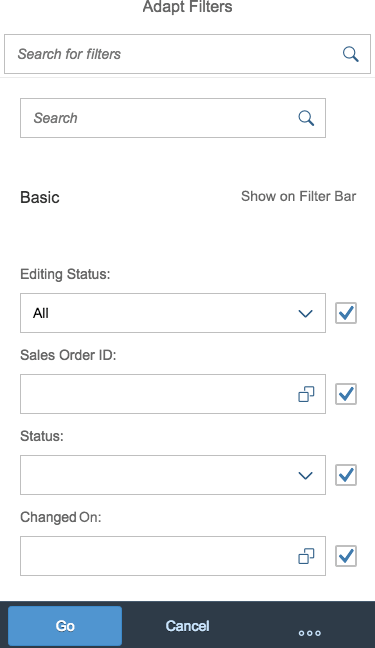 Adapt Filters
Search for filters
Search
Basic
Show on Filter Bar
Editing Status:
All
Sales Order ID:
Status:
Changed On:
Go
Cancel